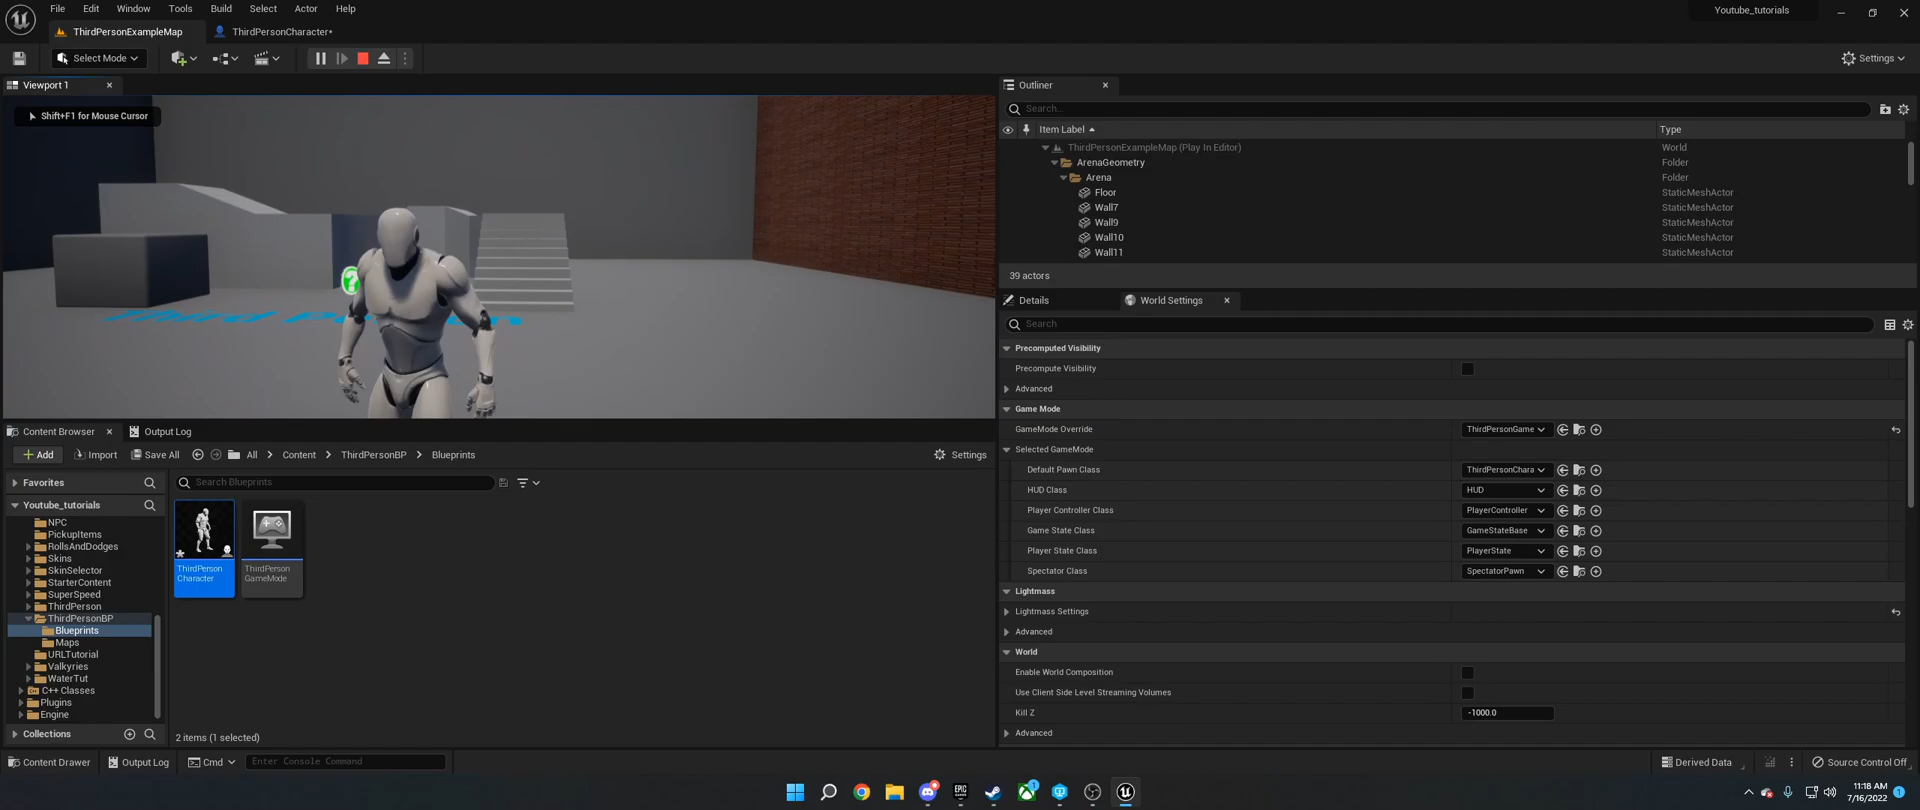 File Edit Window Tools Build Select Actor Help
Youtube_tutorials
ThirdPersonExampleMap ThirdPersonCharacter*
Select Mode
Settings
Viewport 1
Shift+F1 for Mouse Cursor
Outliner
Search...
Item Label Type
ThirdPersonExampleMap (Play In Editor) World
ArenaGeometry Folder
Arena Folder
Floor StaticMeshActor
Wall7 StaticMeshActor
Wall9 StaticMeshActor
Wall10 StaticMeshActor
Wall11 StaticMeshActor
39 actors
Details World Settings
Search
Precomputed Visibility
Precompute Visibility
Advanced
Game Mode
GameMode Override ThirdPersonGame
Selected GameMode
Default Pawn Class ThirdPersonChara
HUD Class HUD
Player Controller Class PlayerController
Game State Class GameStateBase
Player State Class PlayerState
Spectator Class SpectatorPawn
Lightmass
Lightmass Settings
Advanced
World
Enable World Composition
Use Client Side Level Streaming Volumes
Kill Z -1000.0
Advanced
Content Browser Output Log
Add Import Save All All Content ThirdPersonBP Blueprints Settings
Favorites
Search Blueprints
Youtube_tutorials
NPC
PickupItems
RollsAndDodges
Skins
SkinSelector
StarterContent
SuperSpeed
ThirdPerson
ThirdPersonBP
Blueprints
Maps
URLTutorial
Valkyries
WaterTut
C++ Classes
Plugins
Engine
Collections
ThirdPerson
Character
ThirdPerson
GameMode
2 items (1 selected)
Content Drawer Output Log Cmd Enter Console Command
Derived Data Source Control Off
11:18 AM
7/16/2022